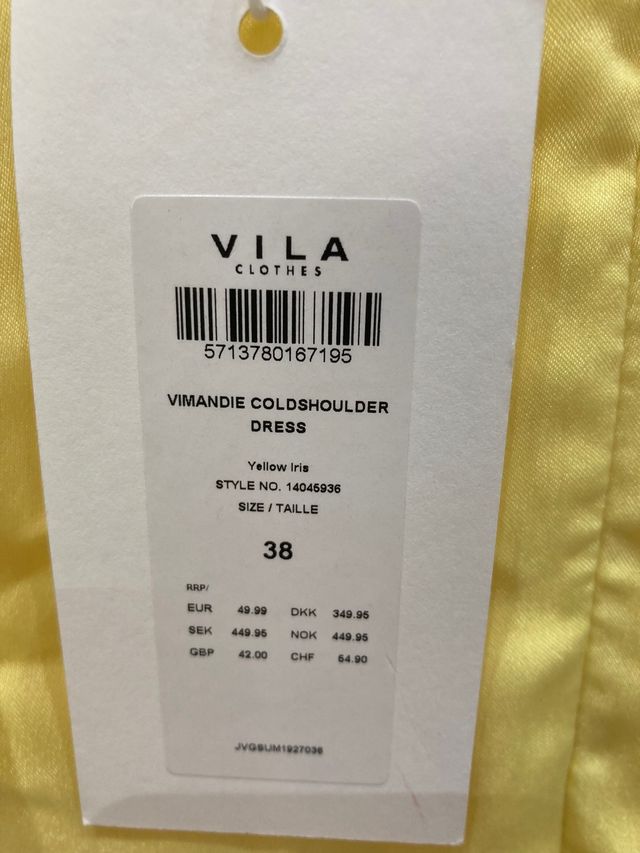 VILA
CLOTHES
5713780167195
VIMANDIE COLDSHOULDER
DRESS
Yellow Iris
STYLE NO. 14045936
SIZE / TAILLE
38
RRP/
EUR 49.99 DKK 349.95
SEK 449.95 NOK 449.95
GBP 42.00 CHF 54.90
JVGSUM1927036